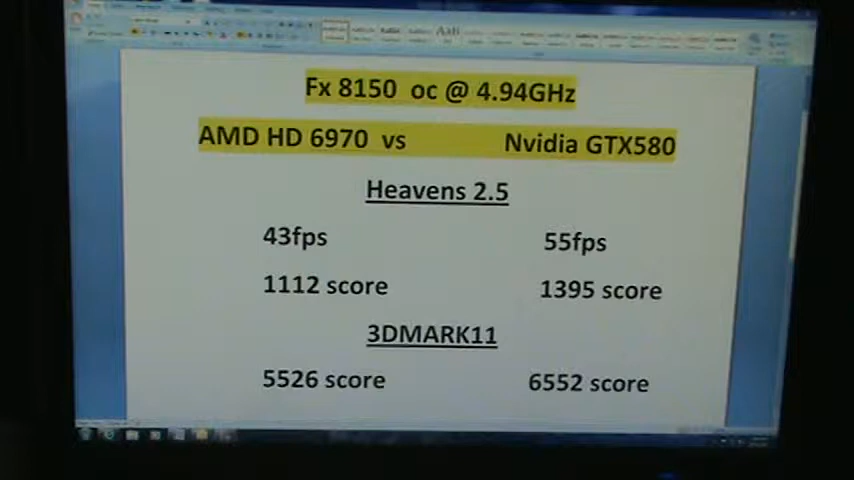 Fx 8150 oc @ 4.94GHz
AMD HD 6970 vs Nvidia GTX580
Heavens 2.5
43fps 55fps
1112 score 1395 score
3DMARK11
5526 score 6552 score